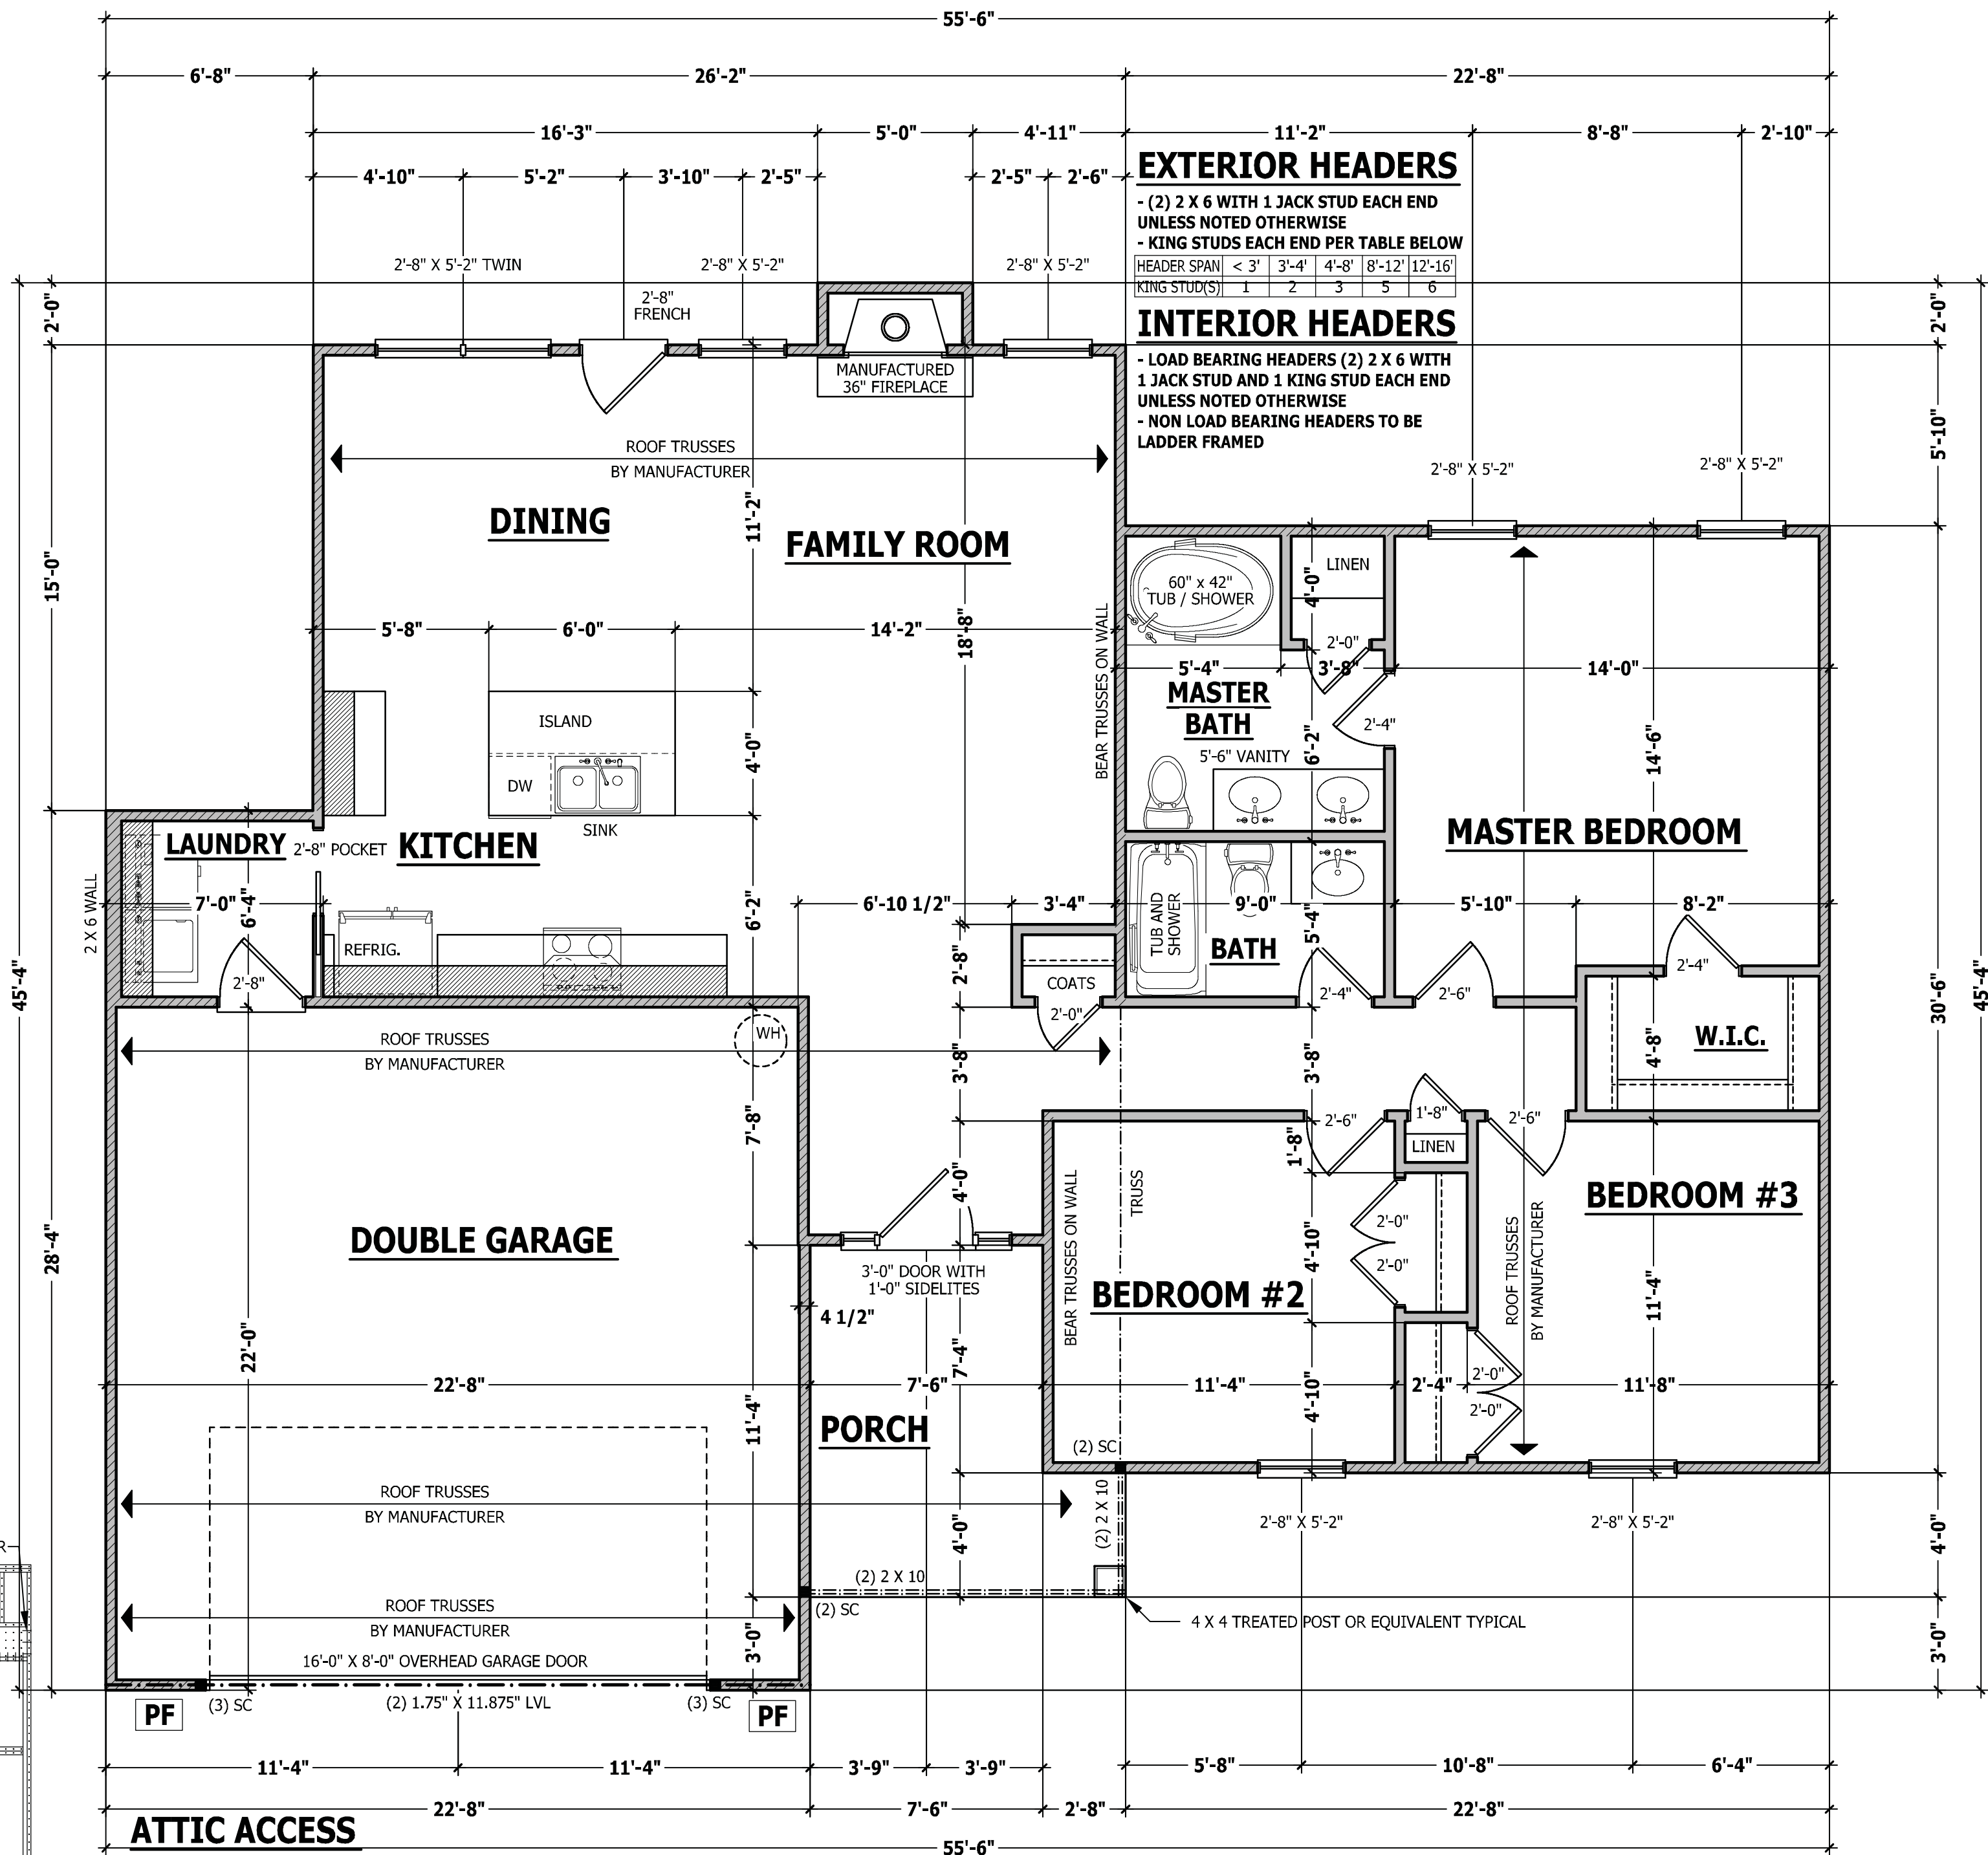 55'-6"
6'-8" 26'-2" 22'-8"
16'-3" 5'-0" 4'-11" 11'-2" 8'-8" 2'-10"
4'-10" 5'-2" 3'-10" 2'-5" 2'-5" 2'-6"
EXTERIOR HEADERS
- (2) 2 X 6 WITH 1 JACK STUD EACH END
UNLESS NOTED OTHERWISE
- KING STUDS EACH END PER TABLE BELOW
HEADER SPAN < 3' 3'-4' 4'-8' 8'-12' 12'-16'
KING STUD(S) 1 2 3 5 6
INTERIOR HEADERS
- LOAD BEARING HEADERS (2) 2 X 6 WITH
1 JACK STUD AND 1 KING STUD EACH END
UNLESS NOTED OTHERWISE
- NON LOAD BEARING HEADERS TO BE
LADDER FRAMED
2'-8" X 5'-2" TWIN
2'-8"
FRENCH
2'-8" X 5'-2"
2'-8" X 5'-2"
2'-8" X 5'-2"
2'-8" X 5'-2"
MANUFACTURED
36" FIREPLACE
2'-0"
15'-0"
28'-4"
45'-4"
2'-0"
5'-10"
30'-6"
45'-4"
4'-0"
3'-0"
ROOF TRUSSES
BY MANUFACTURER
DINING
FAMILY ROOM
11'-2"
18'-8"
5'-8" 6'-0" 14'-2"
BEAR TRUSSES ON WALL
ISLAND
DW
SINK
4'-0"
6'-2"
60" x 42"
TUB / SHOWER
LINEN
4'-0"
2'-0"
5'-4" 3'-8" 14'-0"
MASTER
BATH
2'-4"
6'-2"
5'-6" VANITY
14'-6"
MASTER BEDROOM
LAUNDRY
2'-8" POCKET
KITCHEN
2 X 6 WALL
7'-0"
6'-4"
2'-8"
REFRIG.
6'-10 1/2" 3'-4" 9'-0" 5'-10" 8'-2"
2'-8"
COATS
2'-0"
TUB AND
SHOWER
BATH
5'-4"
2'-4"
2'-6"
2'-4"
W.I.C.
4'-8"
ROOF TRUSSES
BY MANUFACTURER
WH
7'-8"
3'-8"
3'-8"
2'-6"
1'-8"
2'-6"
LINEN
1'-8"
4'-0"
BEAR TRUSSES ON WALL
TRUSS
2'-0"
2'-0"
4'-10"
ROOF TRUSSES
BY MANUFACTURER
BEDROOM #3
11'-4"
DOUBLE GARAGE
3'-0" DOOR WITH
1'-0" SIDELITES
4 1/2"
BEDROOM #2
22'-0"
7'-4"
22'-8" 7'-6" 11'-4" 2'-4" 11'-8"
2'-0"
2'-0"
4'-10"
11'-4"
PORCH
(2) SC
ROOF TRUSSES
BY MANUFACTURER
4'-0"
(2) 2 X 10
2'-8" X 5'-2"
2'-8" X 5'-2"
(2) 2 X 10
(2) SC
4 X 4 TREATED POST OR EQUIVALENT TYPICAL
ROOF TRUSSES
BY MANUFACTURER
3'-0"
16'-0" X 8'-0" OVERHEAD GARAGE DOOR
PF
(3) SC
(2) 1.75" X 11.875" LVL
(3) SC
PF
11'-4" 11'-4" 3'-9" 3'-9" 5'-8" 10'-8" 6'-4"
22'-8" 7'-6" 2'-8" 22'-8"
ATTIC ACCESS
55'-6"